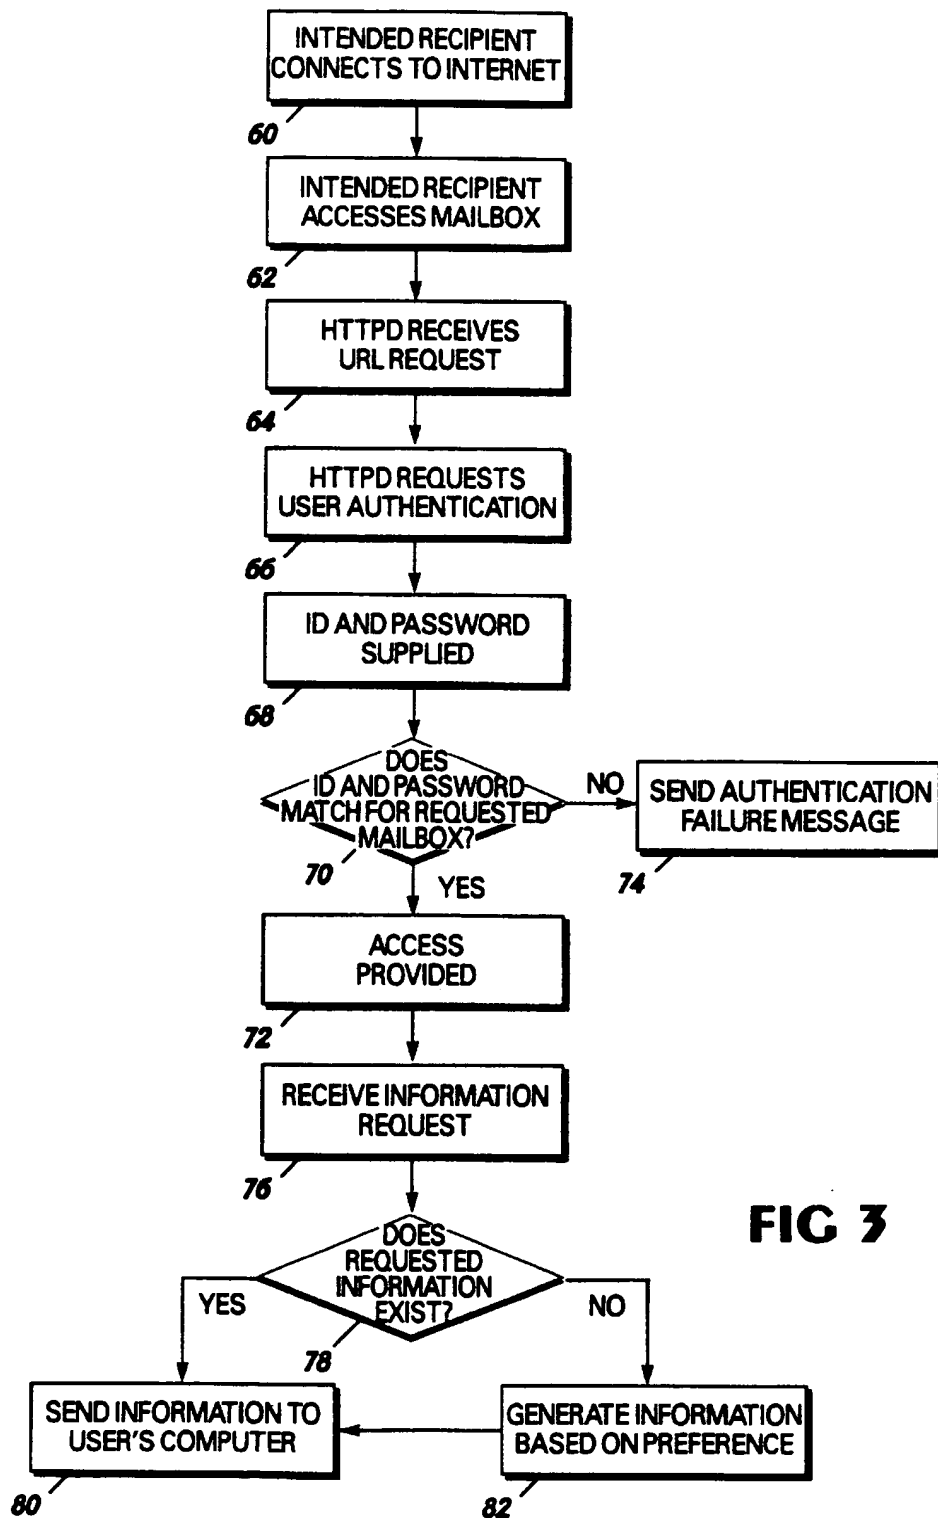 INTENDED RECIPIENT
CONNECTS TO INTERNET
60
INTENDED RECIPIENT
ACCESSES MAILBOX
62
HTTPD RECEIVES
URL REQUEST
64
HTTPD REQUESTS
USER AUTHENTICATION
66
ID AND PASSWORD
SUPPLIED
68
DOES
ID AND PASSWORD
MATCH FOR REQUESTED
MAILBOX?
70
NO
SEND AUTHENTICATION
FAILURE MESSAGE
74
YES
ACCESS
PROVIDED
72
RECEIVE INFORMATION
REQUEST
76
FIG 3
DOES
REQUESTED
INFORMATION
EXIST?
78
YES
NO
SEND INFORMATION TO
USER'S COMPUTER
80
GENERATE INFORMATION
BASED ON PREFERENCE
82